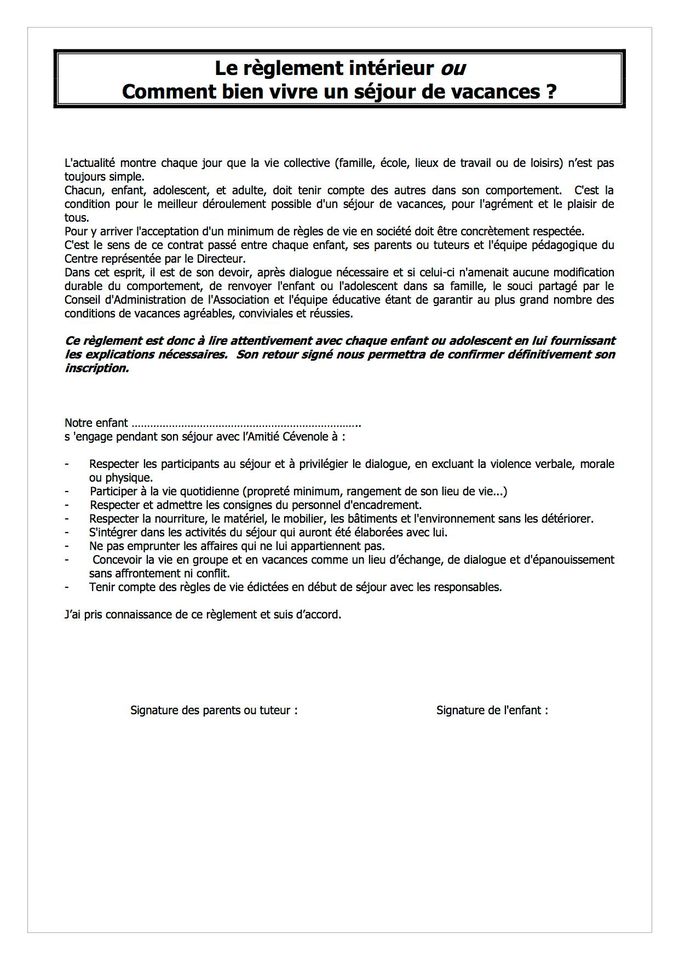 Le règlement intérieur ou
Comment bien vivre un séjour de vacances ?
L'actualité montre chaque jour que la vie collective (famille, école, lieux de travail ou de loisirs) n’est pas
toujours simple.
Chacun, enfant, adolescent, et adulte, doit tenir compte des autres dans son comportement.  C'est la
condition pour le meilleur déroulement possible d'un séjour de vacances, pour l'agrément et le plaisir de
tous.
Pour y arriver l'acceptation d'un minimum de règles de vie en société doit être concrètement respectée.
C'est le sens de ce contrat passé entre chaque enfant, ses parents ou tuteurs et l'équipe pédagogique du
Centre représentée par le Directeur.
Dans cet esprit, il est de son devoir, après dialogue nécessaire et si celui-ci n'amenait aucune modification
durable du comportement, de renvoyer l'enfant ou l'adolescent dans sa famille, le souci partagé par le
Conseil d'Administration de l'Association et l'équipe éducative étant de garantir au plus grand nombre des
conditions de vacances agréables, conviviales et réussies.
Ce règlement est donc à lire attentivement avec chaque enfant ou adolescent en lui fournissant
les explications nécessaires.  Son retour signé nous permettra de confirmer définitivement son
inscription.
Notre enfant …………………………………………………………………..
s 'engage pendant son séjour avec l’Amitié Cévenole à :
- Respecter les participants au séjour et à privilégier le dialogue, en excluant la violence verbale, morale
ou physique.
- Participer à la vie quotidienne (propreté minimum, rangement de son lieu de vie...)
- Respecter et admettre les consignes du personnel d'encadrement.
- Respecter la nourriture, le matériel, le mobilier, les bâtiments et l'environnement sans les détériorer.
- S'intégrer dans les activités du séjour qui auront été élaborées avec lui.
- Ne pas emprunter les affaires qui ne lui appartiennent pas.
- Concevoir la vie en groupe et en vacances comme un lieu d’échange, de dialogue et d'épanouissement
sans affrontement ni conflit.
- Tenir compte des règles de vie édictées en début de séjour avec les responsables.
J’ai pris connaissance de ce règlement et suis d’accord.
Signature des parents ou tuteur : Signature de l'enfant :